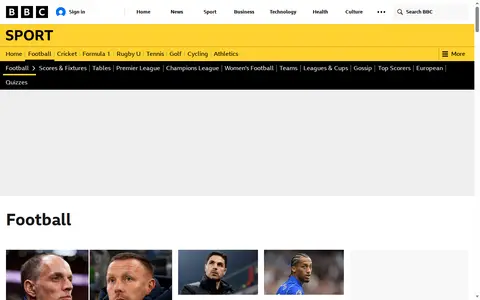 BBC Sign in Home News Sport Business Technology Health Culture ••• Search BBC
SPORT
Home Football Cricket Formula 1 Rugby U Tennis Golf Cycling Athletics More
Football Scores & Fixtures Tables Premier League Champions League Women's Football Teams Leagues & Cups Gossip Top Scorers European
Quizzes
Football